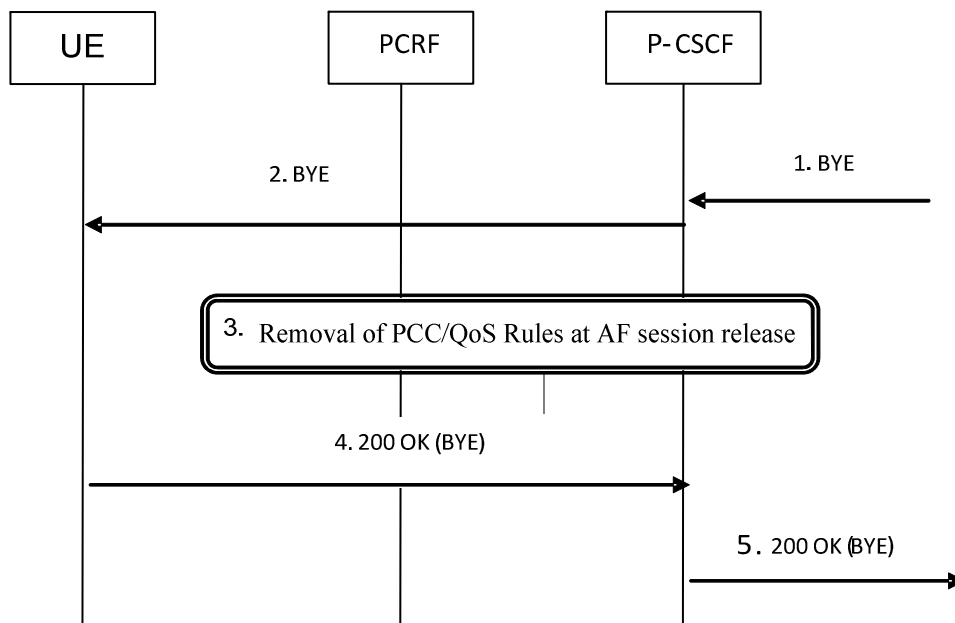 UE
PCRF
P-CSCF
1. BYE
2. BYE
3. Removal of PCC/QoS Rules at AF session release
4. 200 OK (BYE)
5. 200 OK (BYE)